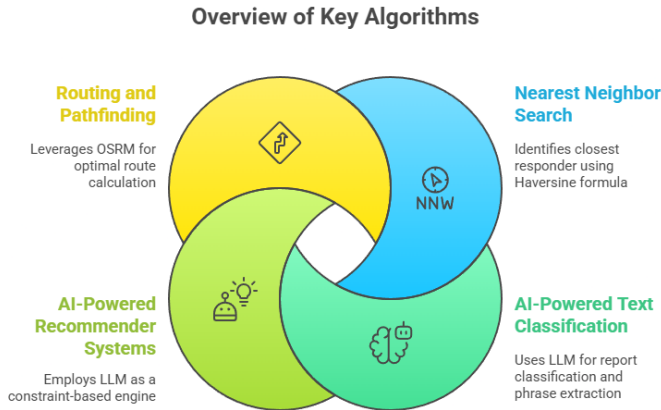 Overview of Key Algorithms
Routing and
Pathfinding
Leverages OSRM for
optimal route
calculation
Nearest Neighbor
Search
Identifies closest
responder using
Haversine formula
NNW
AI-Powered
Recommender
Systems
Employs LLM as a
constraint-based engine
AI-Powered Text
Classification
Uses LLM for report
classification and
phrase extraction